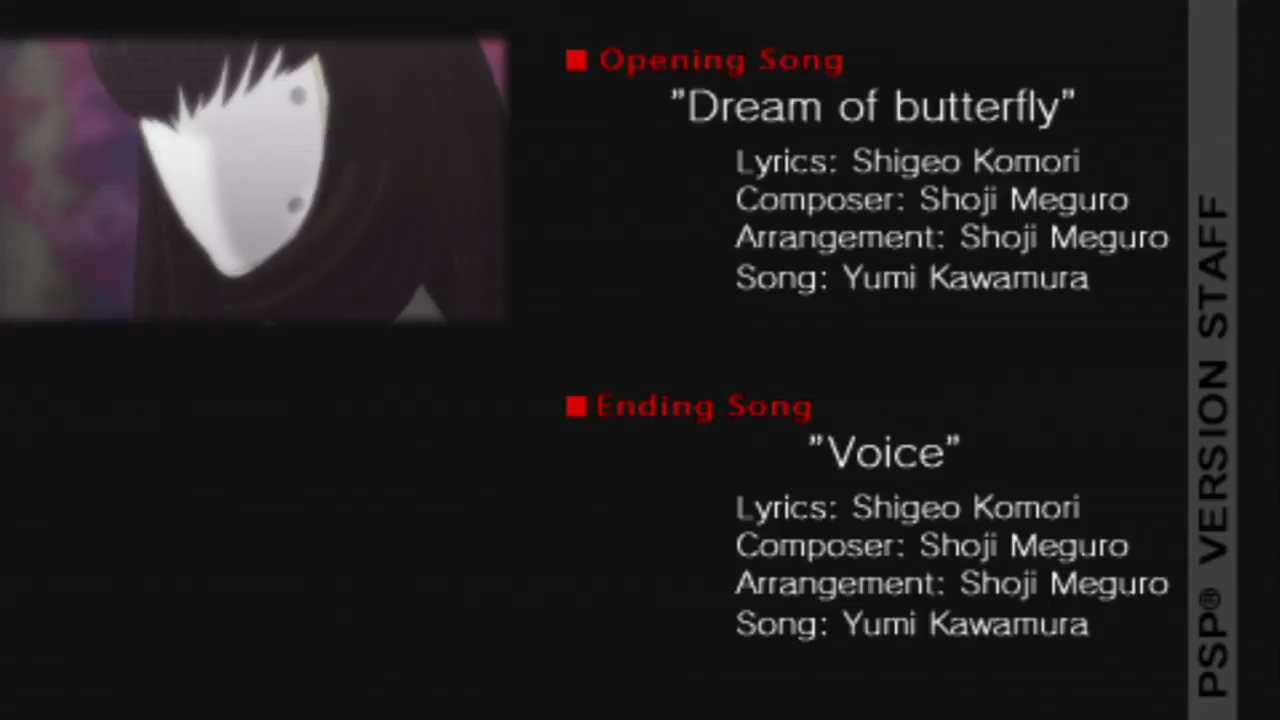 ■ Opening Song
"Dream of butterfly"
Lyrics: Shigeo Komori
Composer: Shoji Meguro
Arrangement: Shoji Meguro
Song: Yumi Kawamura
■ Ending Song
"Voice"
Lyrics: Shigeo Komori
Composer: Shoji Meguro
Arrangement: Shoji Meguro
Song: Yumi Kawamura
PSP® VERSION STAFF